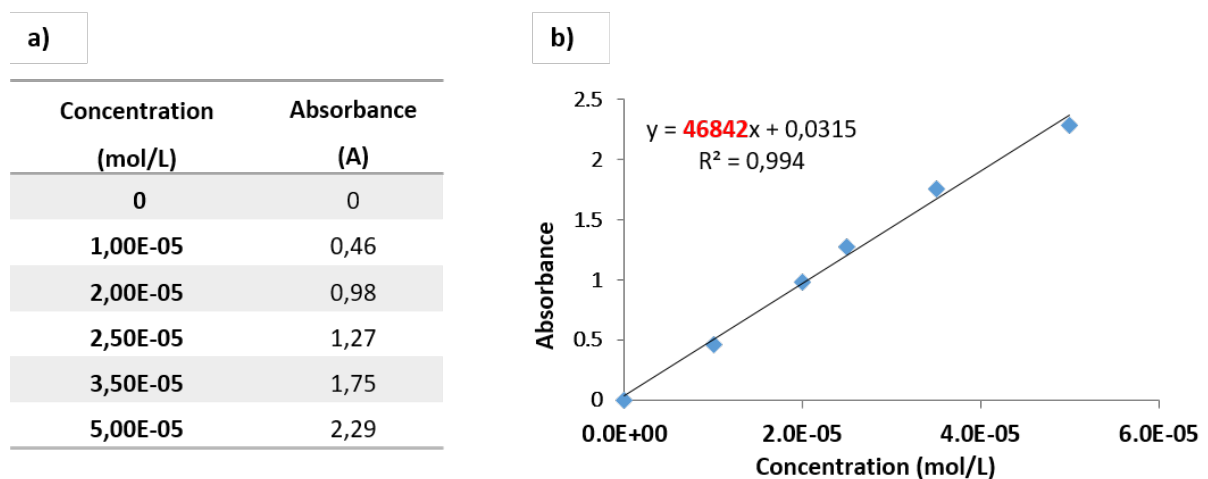 a)
Concentration Absorbance
(mol/L) (A)
0 0
1,00E-05 0,46
2,00E-05 0,98
2,50E-05 1,27
3,50E-05 1,75
5,00E-05 2,29
b)
y = 46842x + 0,0315
R² = 0,994
Absorbance
2.5
2
1.5
1
0.5
0
0.0E+00 2.0E-05 4.0E-05 6.0E-05
Concentration (mol/L)